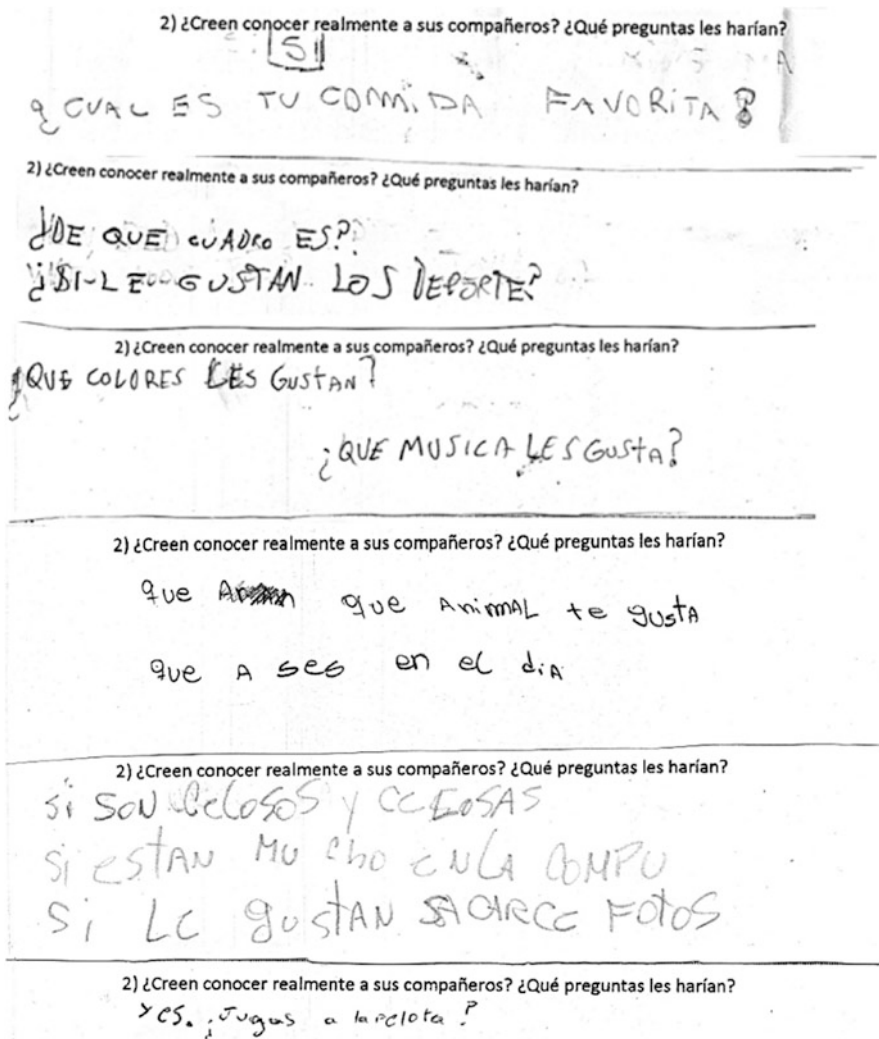 2) ¿Creen conocer realmente a sus compañeros? ¿Qué preguntas les harían?
SI
¿CUAL ES TU COMiDA FAVORiTA?
2) ¿Creen conocer realmente a sus compañeros? ¿Qué preguntas les harían?
¿DE QUE CUADRO ES?
¿SI LE GUSTAN LOS DEPORTE?
2) ¿Creen conocer realmente a sus compañeros? ¿Qué preguntas les harían?
¿QUE COLORES LES GUSTAN?
¿QUE MUSICA LES GUSTA?
2) ¿Creen conocer realmente a sus compañeros? ¿Qué preguntas les harían?
que que AnimAL te gustA
que A ses en el diA
2) ¿Creen conocer realmente a sus compañeros? ¿Qué preguntas les harían?
Si SON CeLOSOS y CELOSAS
Si eSTAN MUcho EN LA COMPU
Si LE gUSTAN SACARCE FOTOS
2) ¿Creen conocer realmente a sus compañeros? ¿Qué preguntas les harían?
Yes. ¿Jugas a la pelota?